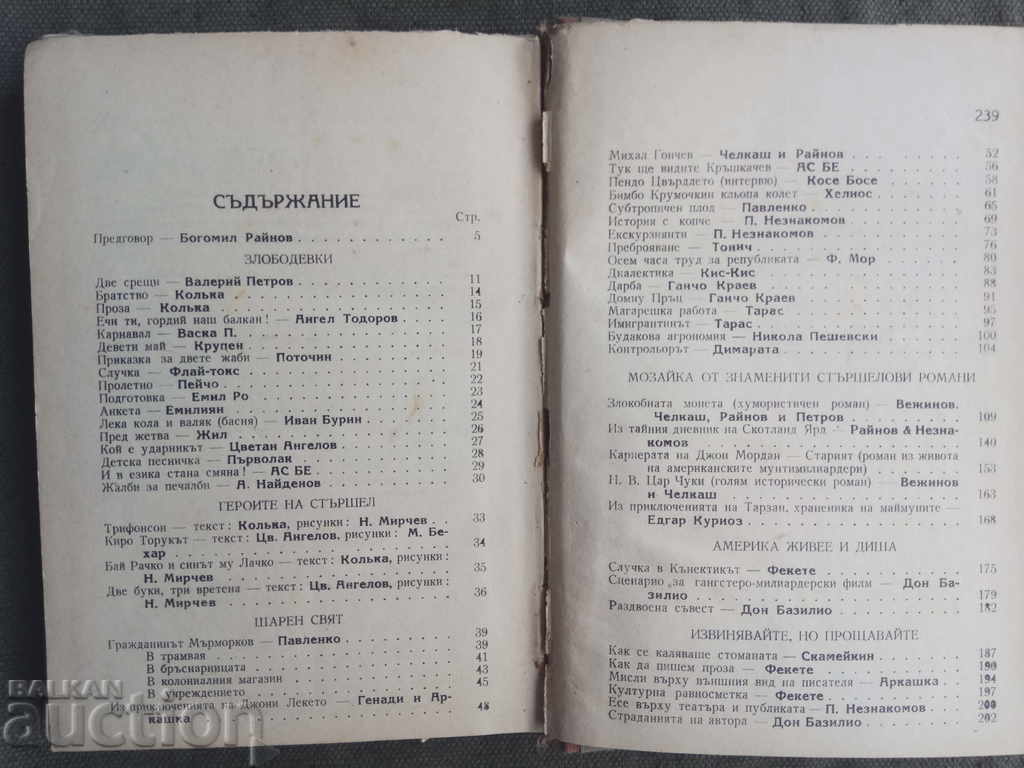 СЪДЪРЖАНИЕ
Стр.
Предговор — Богомил Райнов 5
ЗЛОБОДЕВКИ
Две срещи — Валерий Петров 11
Братство — Колька 14
Проза — Колька 15
Ечи ти, гордий наш балкан! — Ангел Тодоров 16
Карнавал — Васка П. 17
Девети май — Крупен 18
Приказка за двете жаби — Поточин 19
Случка — Флай-токс 21
Пролетно — Пейчо 22
Подготовка — Емил Ро 23
Анкета — Емилиян 24
Лека кола и валяк (басня) — Иван Бурин 25
Пред жетва — Жил 26
Кой е ударникът — Цветан Ангелов 27
Детска песничка — Първолак 28
И в езика стана смяна! — АС БЕ 29
Жалби за печалби — А. Найденов 30
ГЕРОИТЕ НА СТЪРШЕЛ
Трифонсон — текст: Колька, рисунки: Н. Мирчев 33
Киро Торукът — текст: Цв. Ангелов, рисунки: М. Бе-
хар 34
Бай Рачко и синът му Лачко — текст: Колька, рисунки:
Н. Мирчев 35
Две буки, три вретена — текст: Цв. Ангелов, рисунки:
Н. Мирчев 36
ШАРЕН СВЯТ
Гражданинът Мърморков — Павленко 39
В трамвая 39
В бръснарницата 41
В колониалния магазин 43
В учреждението 45
Из приключенията на Джони Лекето — Генади и Ар-
кашка 48
239
Михал Гончев — Челкаш и Райнов 52
Тук ще видите Кръшкачев — АС БЕ 56
Пендо Цвърдлето (интервю) — Косе Босе 58
Бимбо Крумочкин кльопа колет — Хелиос 61
Субтропичен плод — Павленко 65
История с копче — П. Незнакомов 69
Екскурзиянти — П. Незнакомов 73
Преброяване — Тонич 76
Осем часа труд за републиката — Ф. Мор 80
Дкалектика — Кис-Кис 83
Дарба — Ганчо Краев 88
Домну Пръц — Ганчо Краев 91
Магарешка работа — Тарас 95
Имигрантинът — Тарас 97
Будакова агрономия — Никола Пешевски 100
Контрольорът — Димарата 104
МОЗАЙКА ОТ ЗНАМЕНИТИ СТЪРШЕЛОВИ РОМАНИ
Злокобната монета (хумористичен роман) — Вежинов,
Челкаш, Райнов и Петров 109
Из тайния дневник на Скотланд Ярд — Райнов & Незна-
комов 140
Кариерата на Джон Мордан — Старият (роман из живота
на американските мунтимилиардери) 153
Н. В. Цар Чуки (голям исторически роман) — Вежинов
и Челкаш 163
Из приключенията на Тарзан, храненика на маймуните —
Едгар Куриоз 168
АМЕРИКА ЖИВЕЕ И ДИША
Случка в Кънектикът — Фекете 175
Сценарио за гангстеро-милиардерски филм — Дон Ба-
зилио 179
Раздвоена съвест — Дон Базилио 182
ИЗВИНЯВАЙТЕ, НО ПРОЩАВАЙТЕ
Как се каляваше стоманата — Скамейкин 187
Как да пишем проза — Фекете 190
Мисли върху външния вид на писателя — Аркашка 194
Културна равносметка — Фекете 197
Есе върху театъра и публиката — П. Незнакомов 200
Страданията на автора — Дон Базилио 202
BALKAN
auction